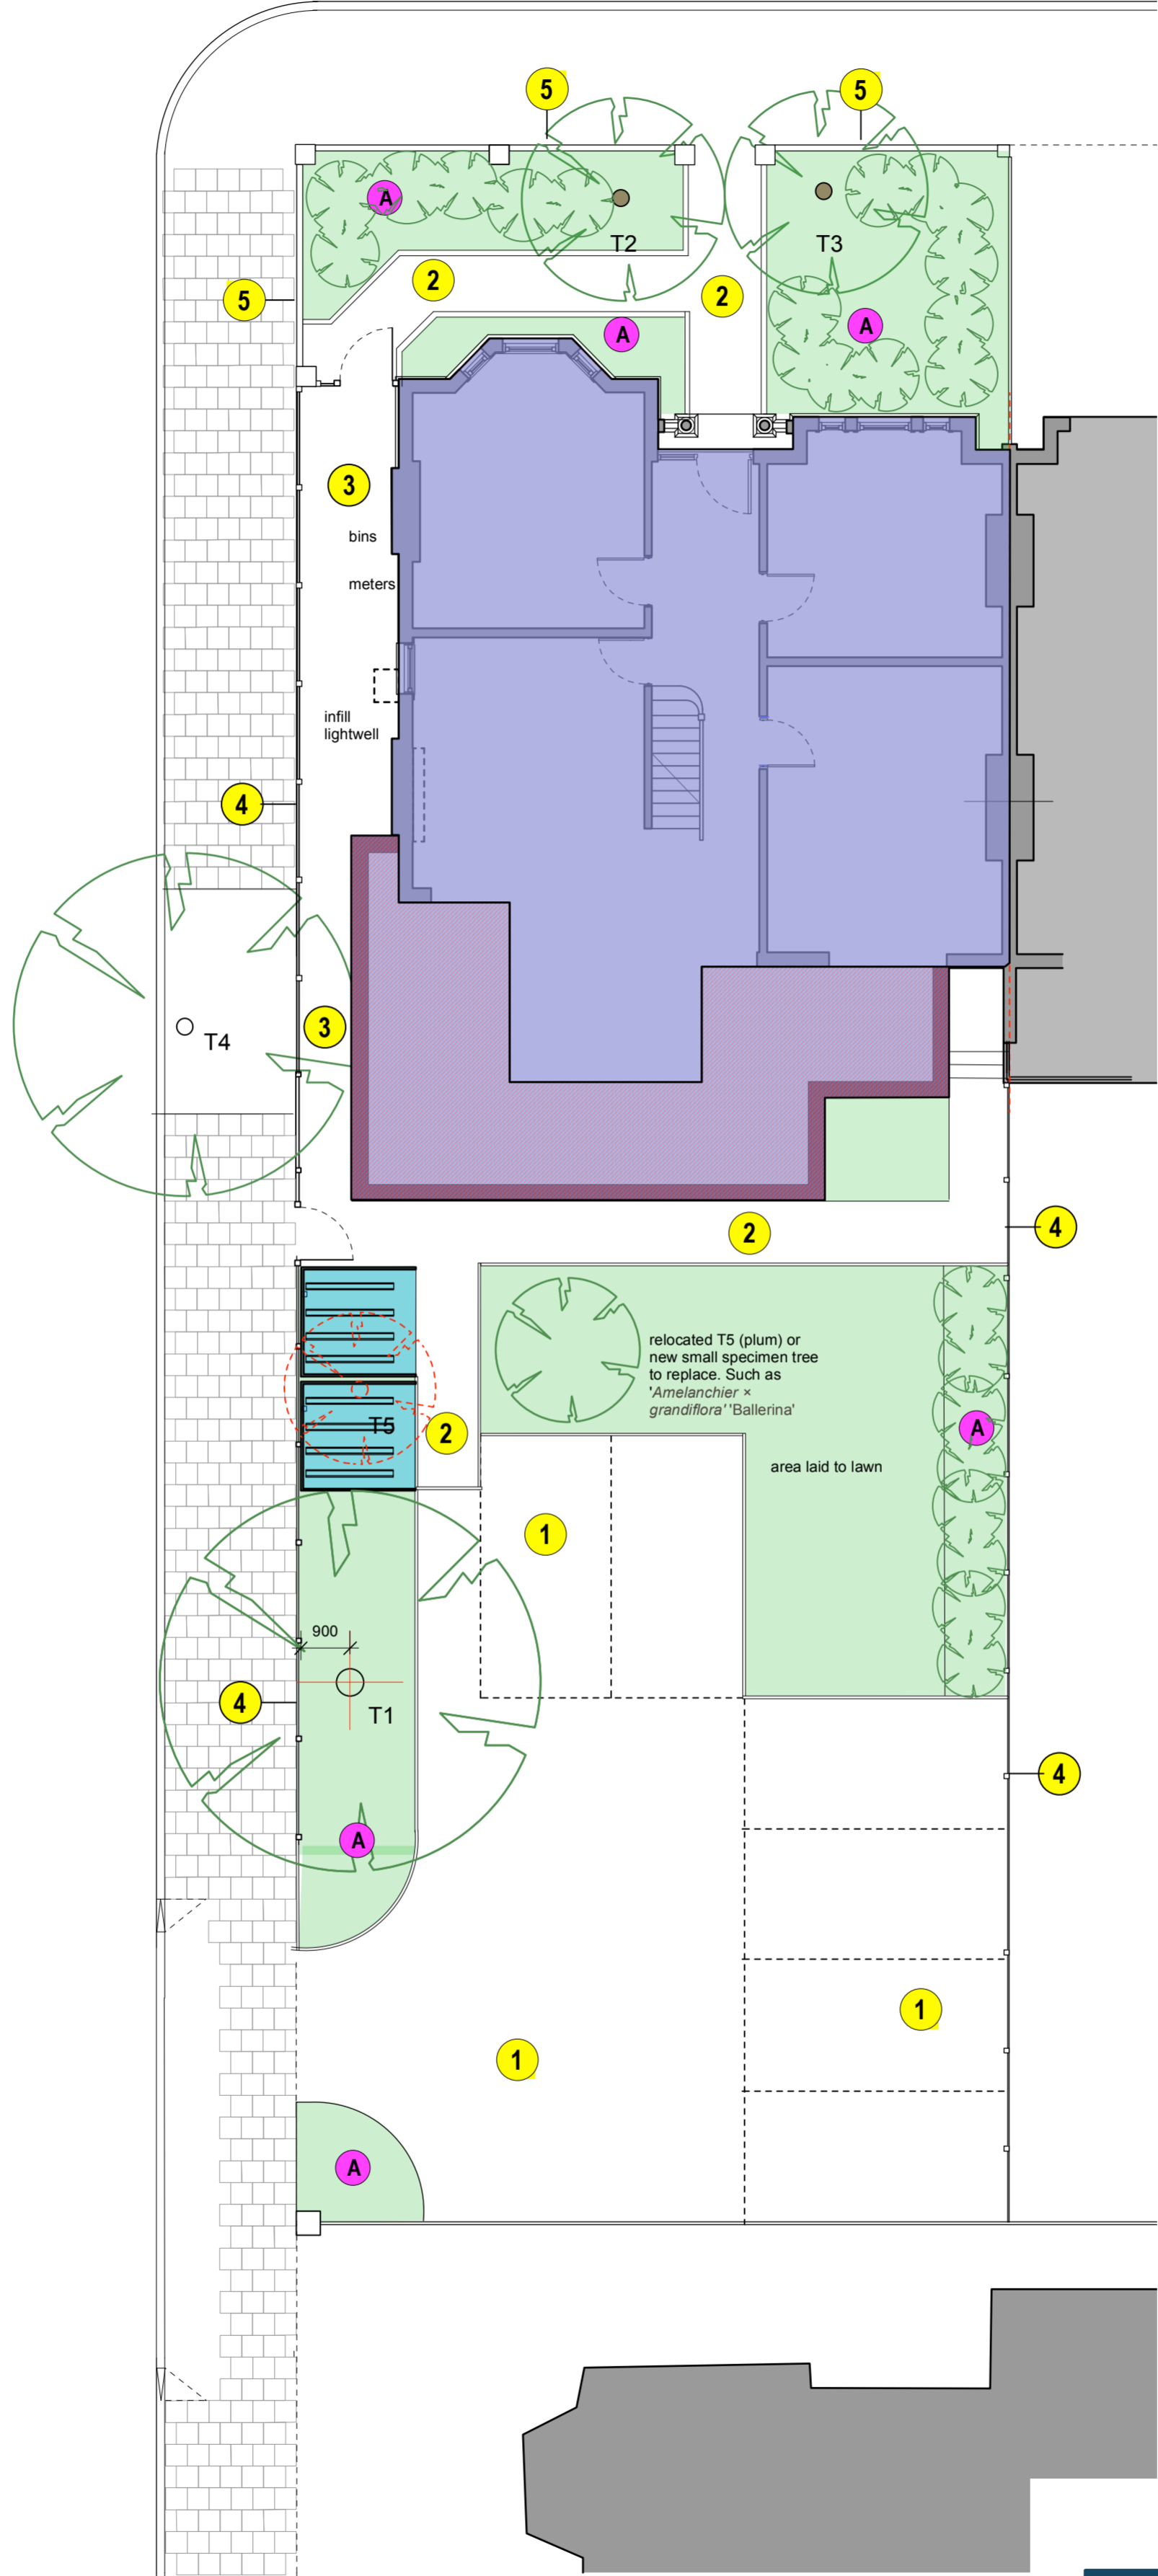 5
5
A
T2
T3
2
2
5
A
A
3
bins
meters
infill
lightwell
4
3
T4
4
2
relocated T5 (plum) or
new small specimen tree
to replace. Such as
'Amelanchier ×
grandiflora' 'Ballerina'
T5
2
A
area laid to lawn
1
900
4
T1
4
A
1
1
A